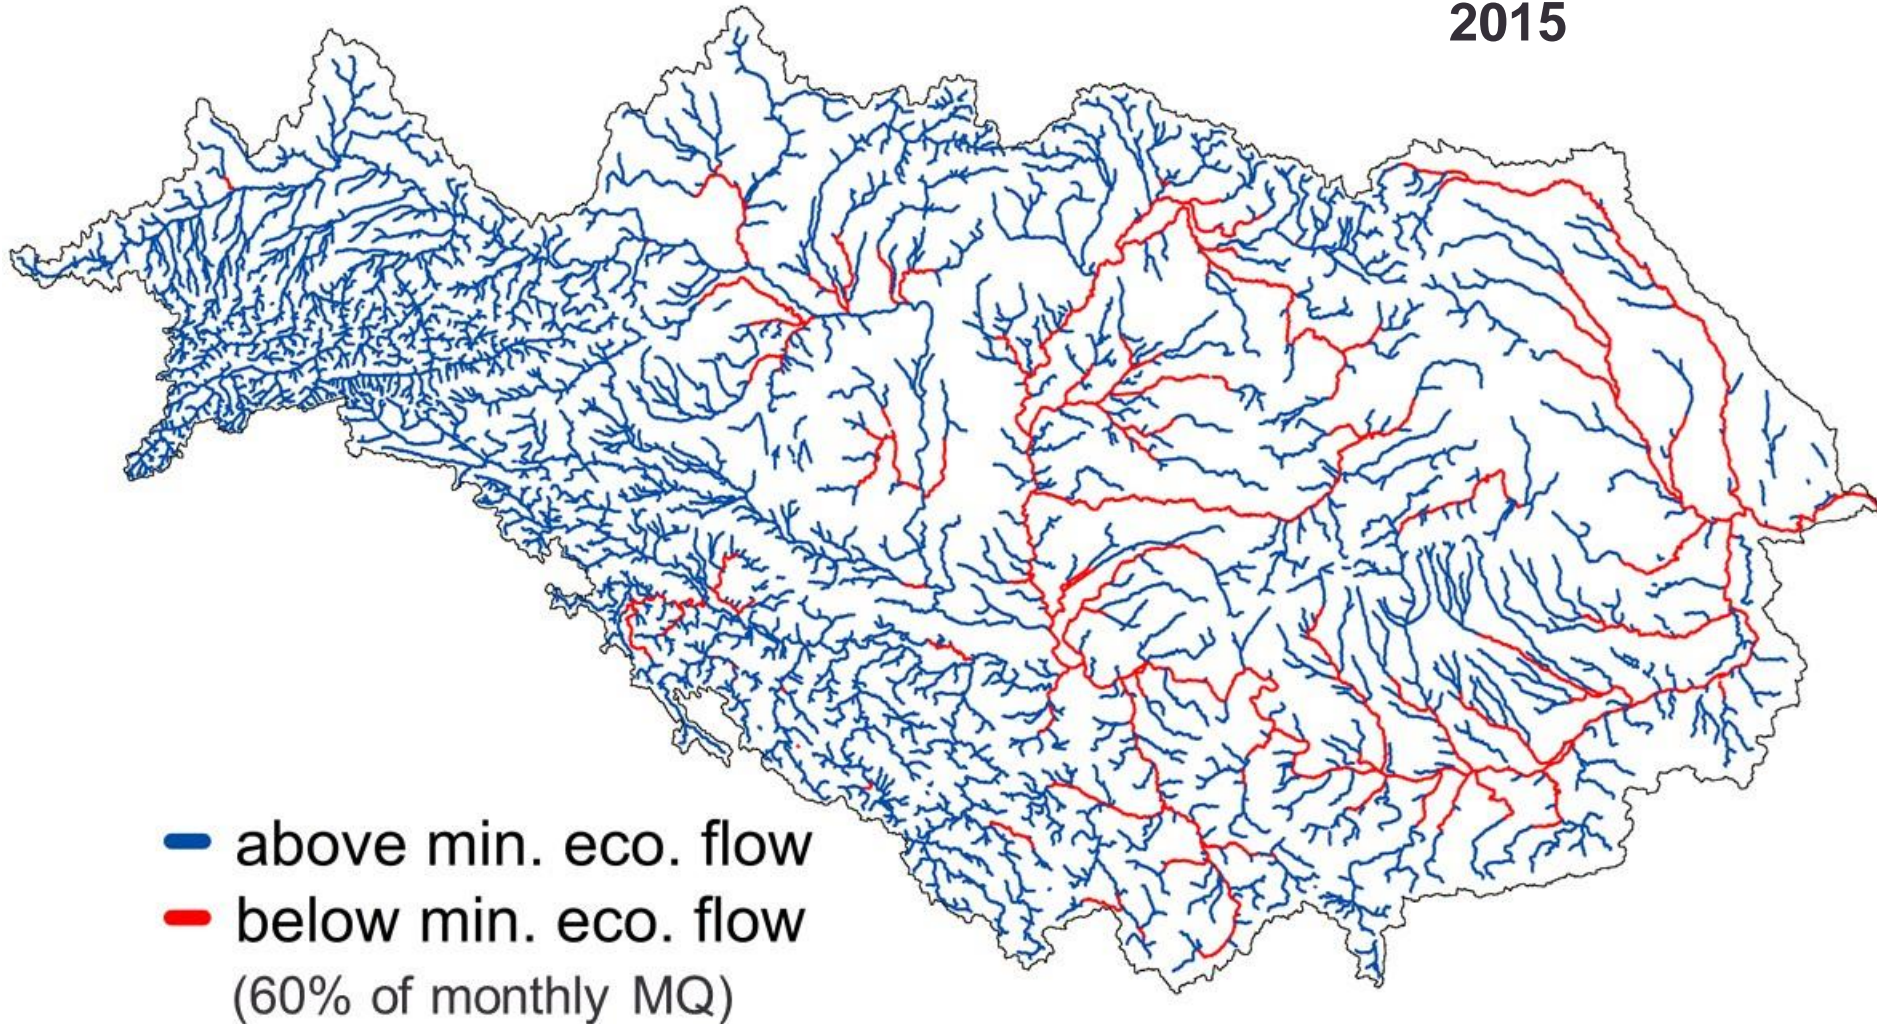 2015
above min. eco. flow
below min. eco. flow
(60% of monthly MQ)